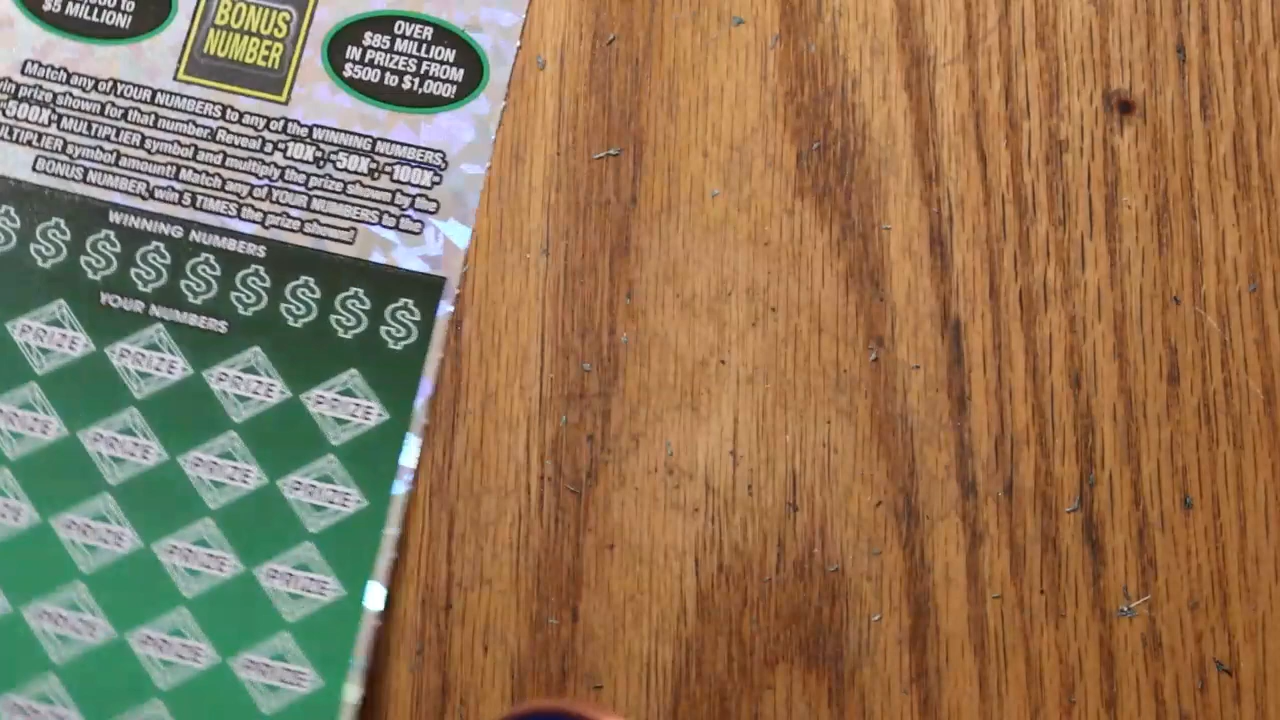 $5 MILLION!
BONUS
NUMBER
OVER
$85 MILLION
IN PRIZES FROM
$500 to $1,000!
Match any of YOUR NUMBERS to any of the WINNING NUMBERS,
win prize shown for that number. Reveal a "10X", "50X", "100X"
"500X" MULTIPLIER symbol and multiply the prize shown by the
MULTIPLIER symbol amount! Match any of YOUR NUMBERS to the
BONUS NUMBER, win 5 TIMES the prize shown!
WINNING NUMBERS
$ $ $ $ $ $ $ $ $
YOUR NUMBERS
PRIZE PRIZE PRIZE PRIZE
PRIZE PRIZE PRIZE PRIZE
PRIZE PRIZE PRIZE
PRIZE PRIZE PRIZE